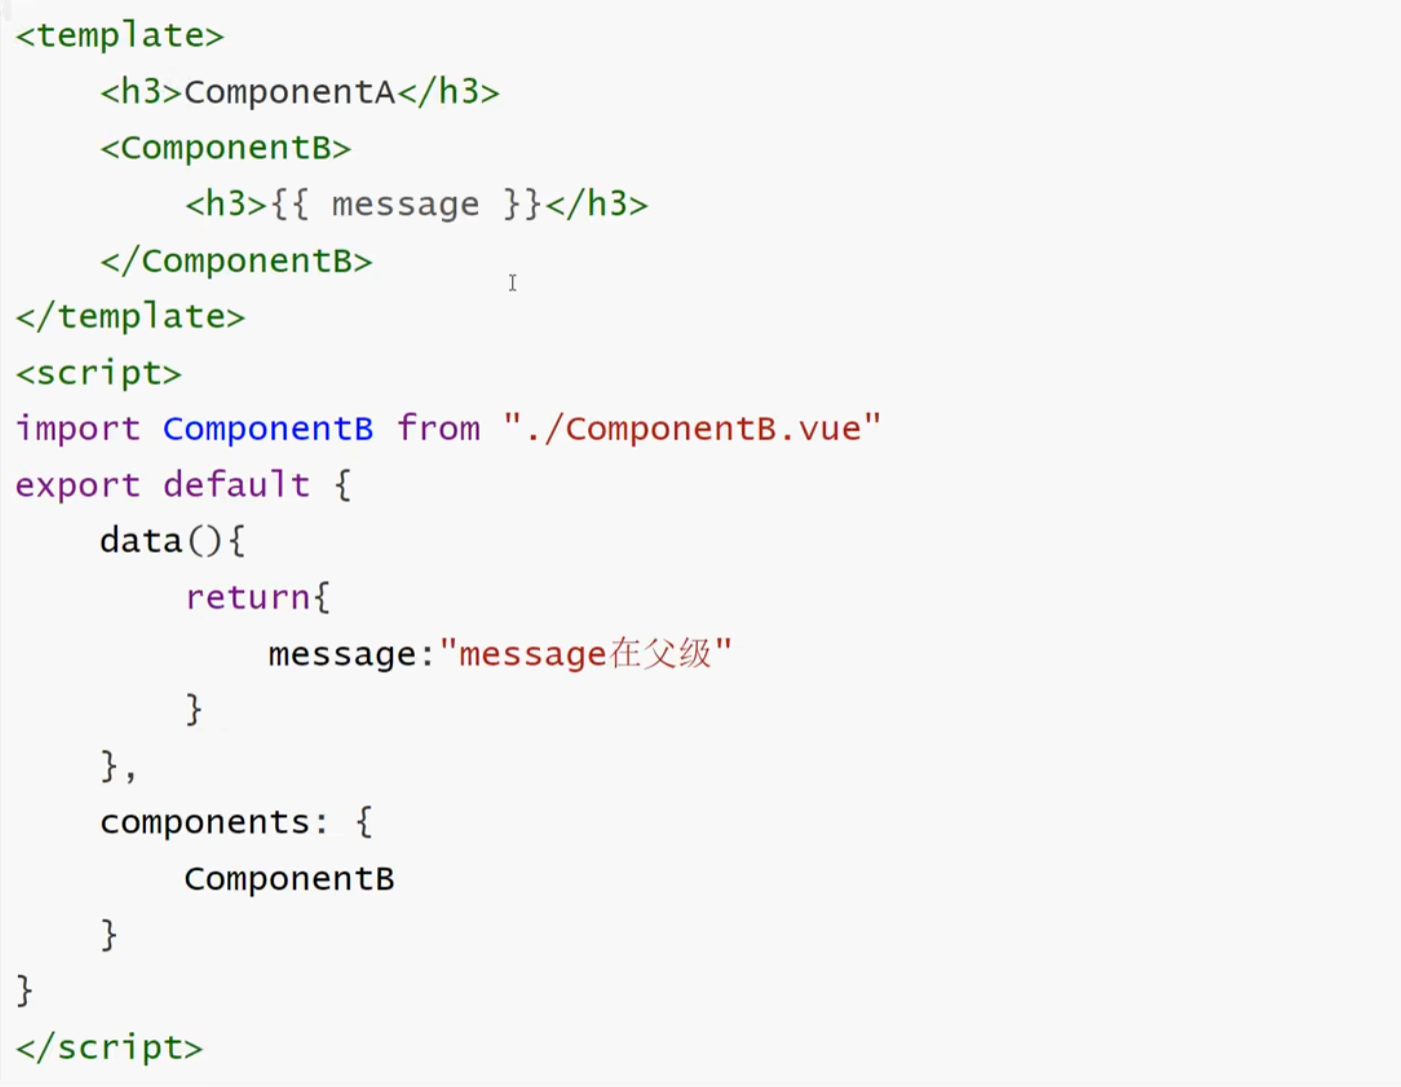 <template>
    <h3>ComponentA</h3>
    <ComponentB>
        <h3>{{ message }}</h3>
    </ComponentB>
</template>
<script>
import ComponentB from "./ComponentB.vue"
export default {
    data(){
        return{
            message:"message在父级"
        }
    },
    components: {
        ComponentB
    }
}
</script>